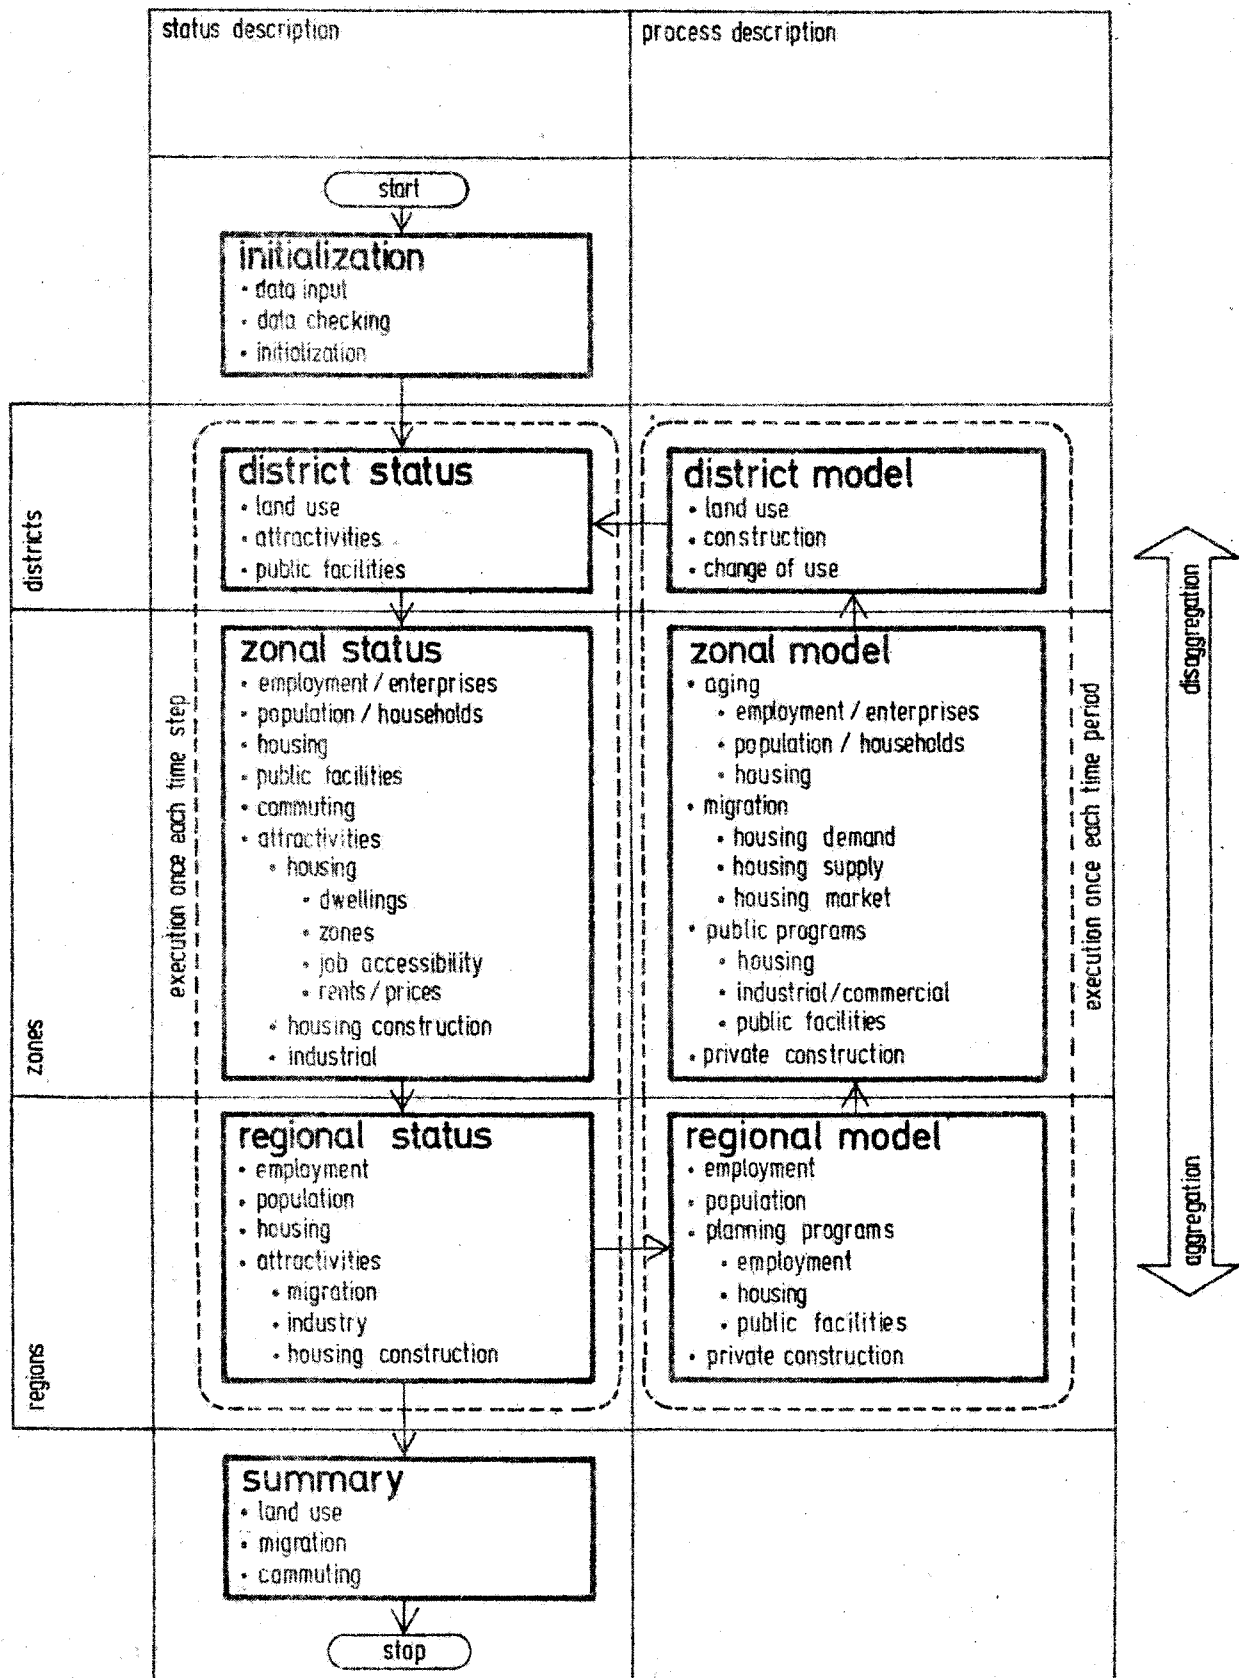 status description
process description
start
initialization
• data input
• data checking
• initialization
districts
district status
• land use
• attractivities
• public facilities
district model
• land use
• construction
• change of use
zones
execution once each time step
zonal status
• employment / enterprises
• population / households
• housing
• public facilities
• commuting
• attractivities
• housing
• dwellings
• zones
• job accessibility
• rents / prices
• housing construction
• industrial
zonal model
• aging
• employment / enterprises
• population / households
• housing
• migration
• housing demand
• housing supply
• housing market
• public programs
• housing
• industrial/commercial
• public facilities
• private construction
execution once each time period
disaggregation
aggregation
regions
regional status
• employment
• population
• housing
• attractivities
• migration
• industry
• housing construction
regional model
• employment
• population
• planning programs
• employment
• housing
• public facilities
• private construction
summary
• land use
• migration
• commuting
stop